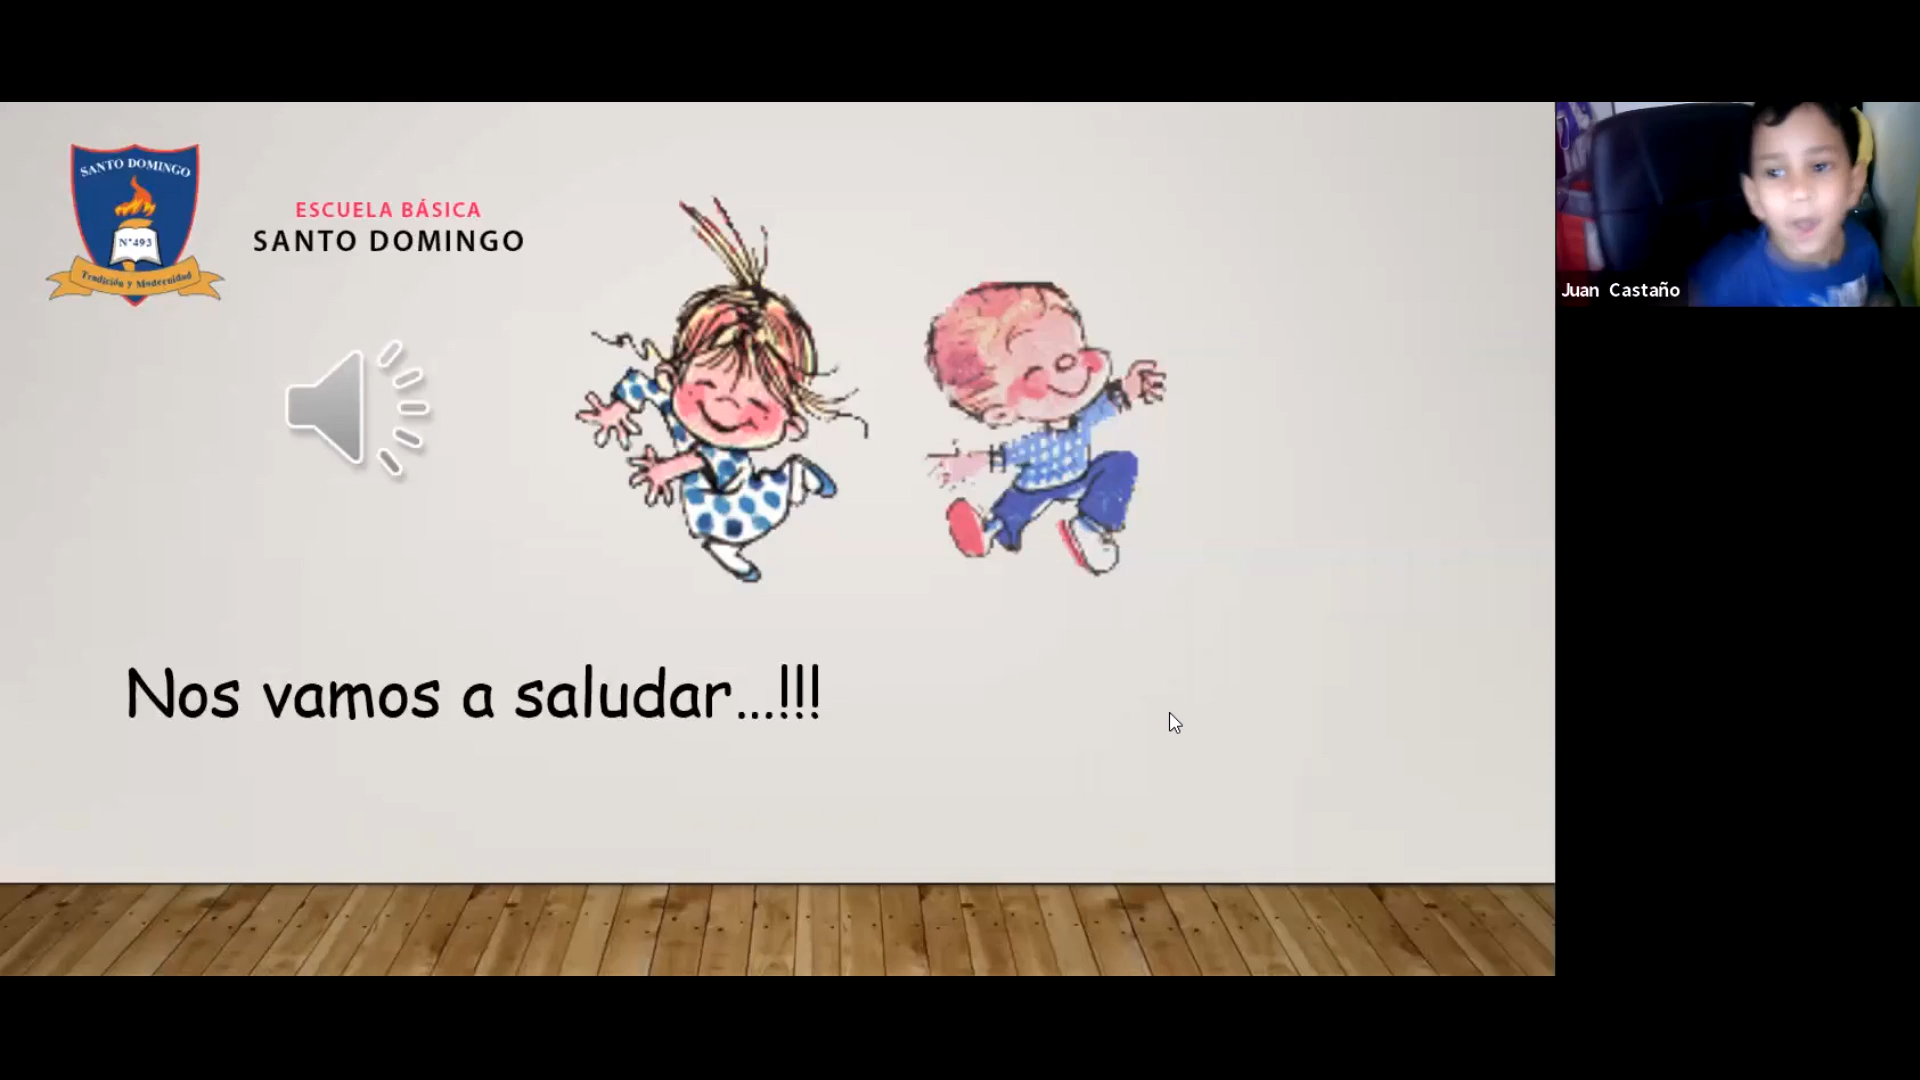 SANTO DOMINGO
N°493
Tradición y Modernidad
ESCUELA BÁSICA
SANTO DOMINGO
Nos vamos a saludar...!!!
Juan Castaño